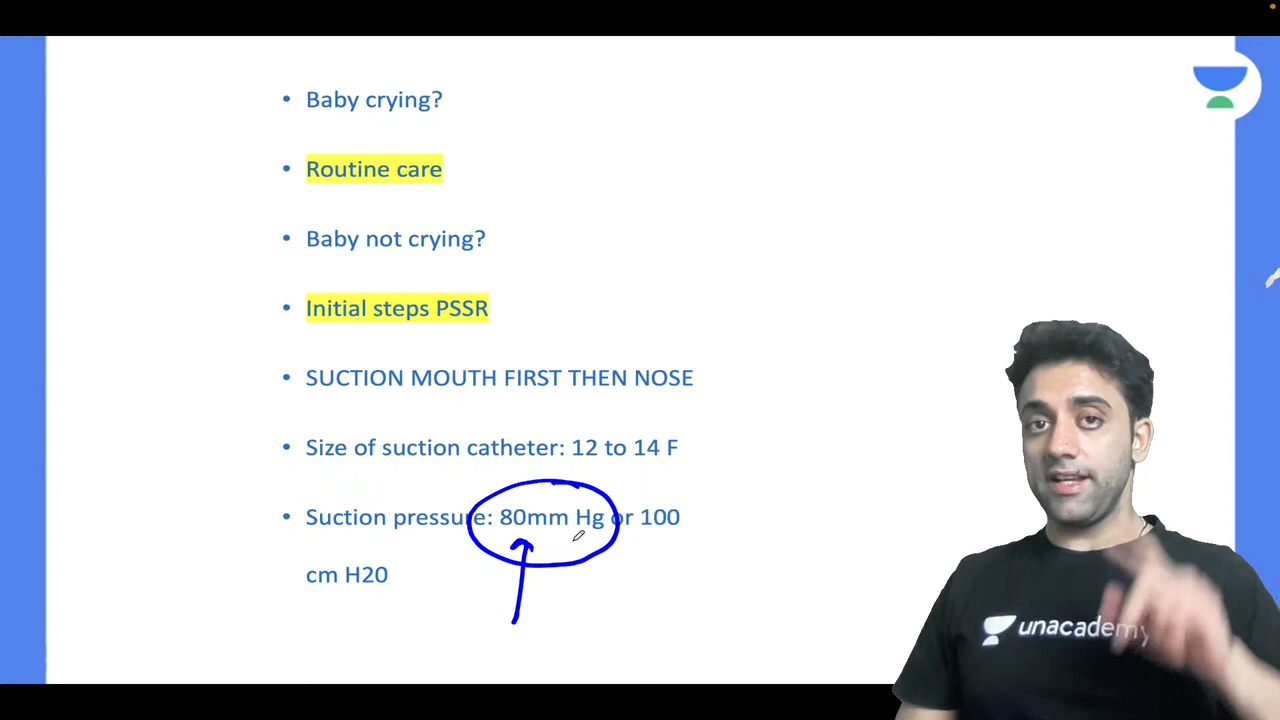 • Baby crying?
• Routine care
• Baby not crying?
• Initial steps PSSR
• SUCTION MOUTH FIRST THEN NOSE
• Size of suction catheter: 12 to 14 F
• Suction pressure: 80mm Hg or 100
cm H20
unacademy